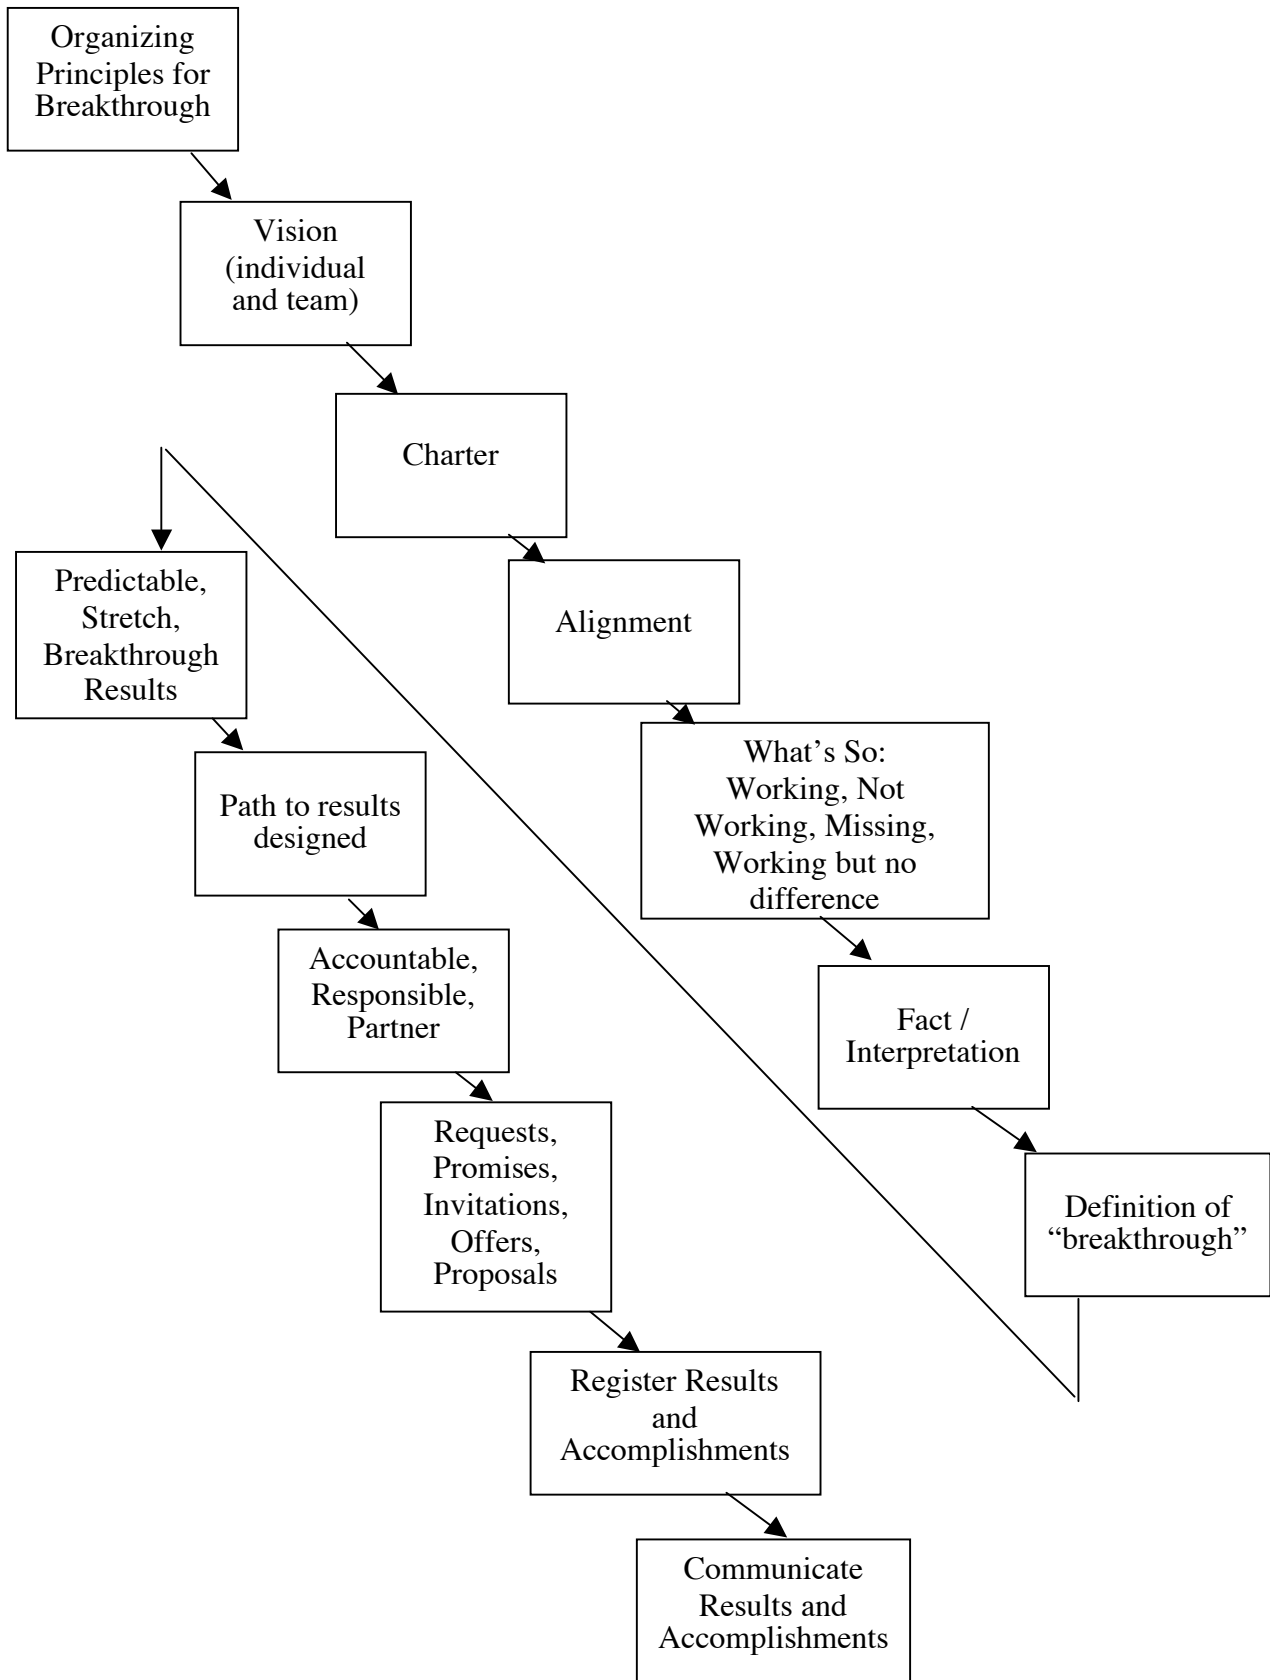 Organizing
Principles for
Breakthrough
Vision
(individual
and team)
Charter
Alignment
What’s So:
Working, Not
Working, Missing,
Working but no
difference
Fact /
Interpretation
Definition of
“breakthrough”
Predictable,
Stretch,
Breakthrough
Results
Path to results
designed
Accountable,
Responsible,
Partner
Requests,
Promises,
Invitations,
Offers,
Proposals
Register Results
and
Accomplishments
Communicate
Results and
Accomplishments